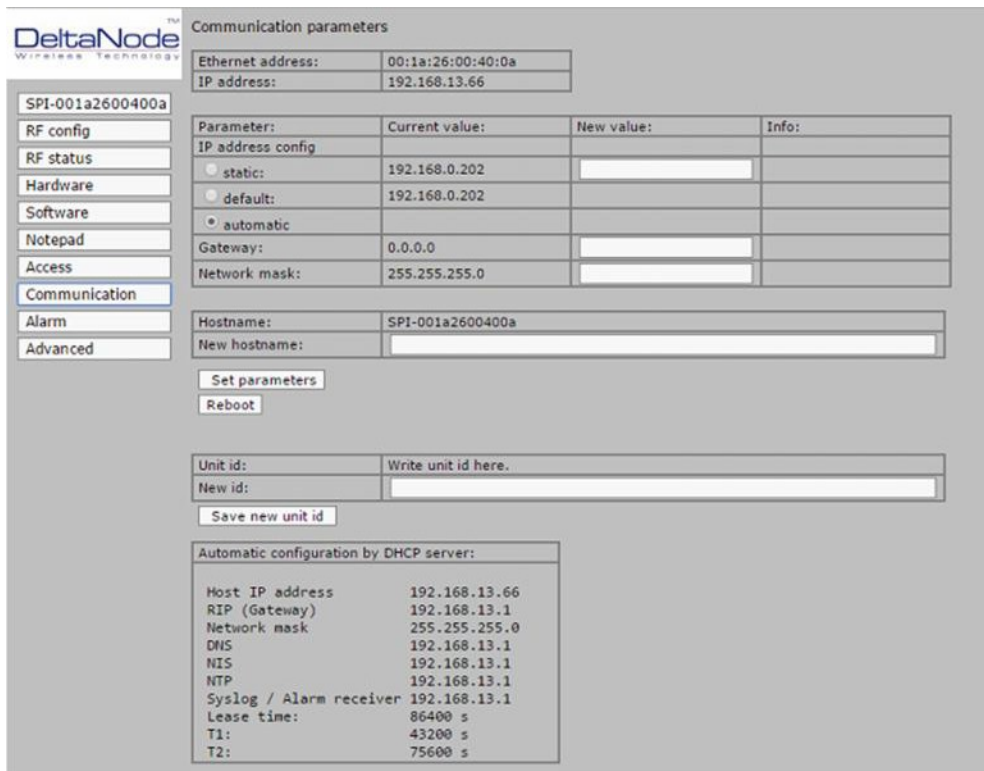 TM
DeltaNode
Wireless Technology
SPI-001a2600400a
RF config
RF status
Hardware
Software
Notepad
Access
Communication
Alarm
Advanced
Communication parameters
Ethernet address: 00:1a:26:00:40:0a
IP address: 192.168.13.66
Parameter: Current value: New value: Info:
IP address config
static: 192.168.0.202
default: 192.168.0.202
automatic
Gateway: 0.0.0.0
Network mask: 255.255.255.0
Hostname: SPI-001a2600400a
New hostname:
Set parameters
Reboot
Unit id: Write unit id here.
New id:
Save new unit id
Automatic configuration by DHCP server:
Host IP address 192.168.13.66
RIP (Gateway) 192.168.13.1
Network mask 255.255.255.0
DNS 192.168.13.1
NIS 192.168.13.1
NTP 192.168.13.1
Syslog / Alarm receiver 192.168.13.1
Lease time: 86400 s
T1: 43200 s
T2: 75600 s